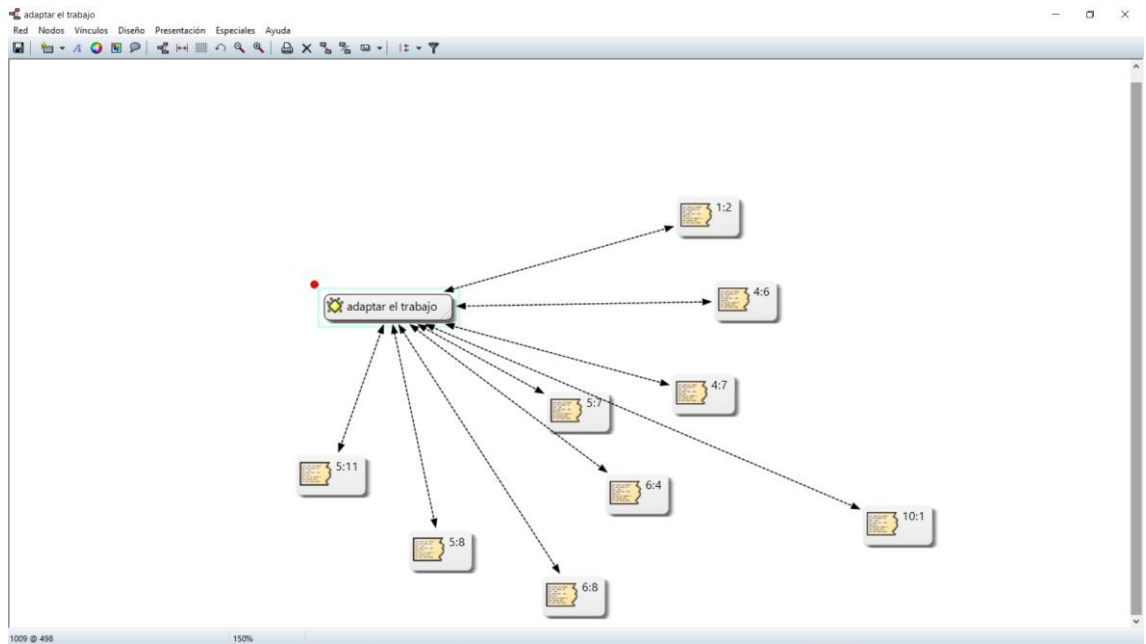 adaptar el trabajo
Red Nodos Vínculos Diseño Presentación Especiales Ayuda
1:2
4:6
adaptar el trabajo
4:7
5:7
5:11
6:4
10:1
5:8
6:8
1009 @ 498 150%